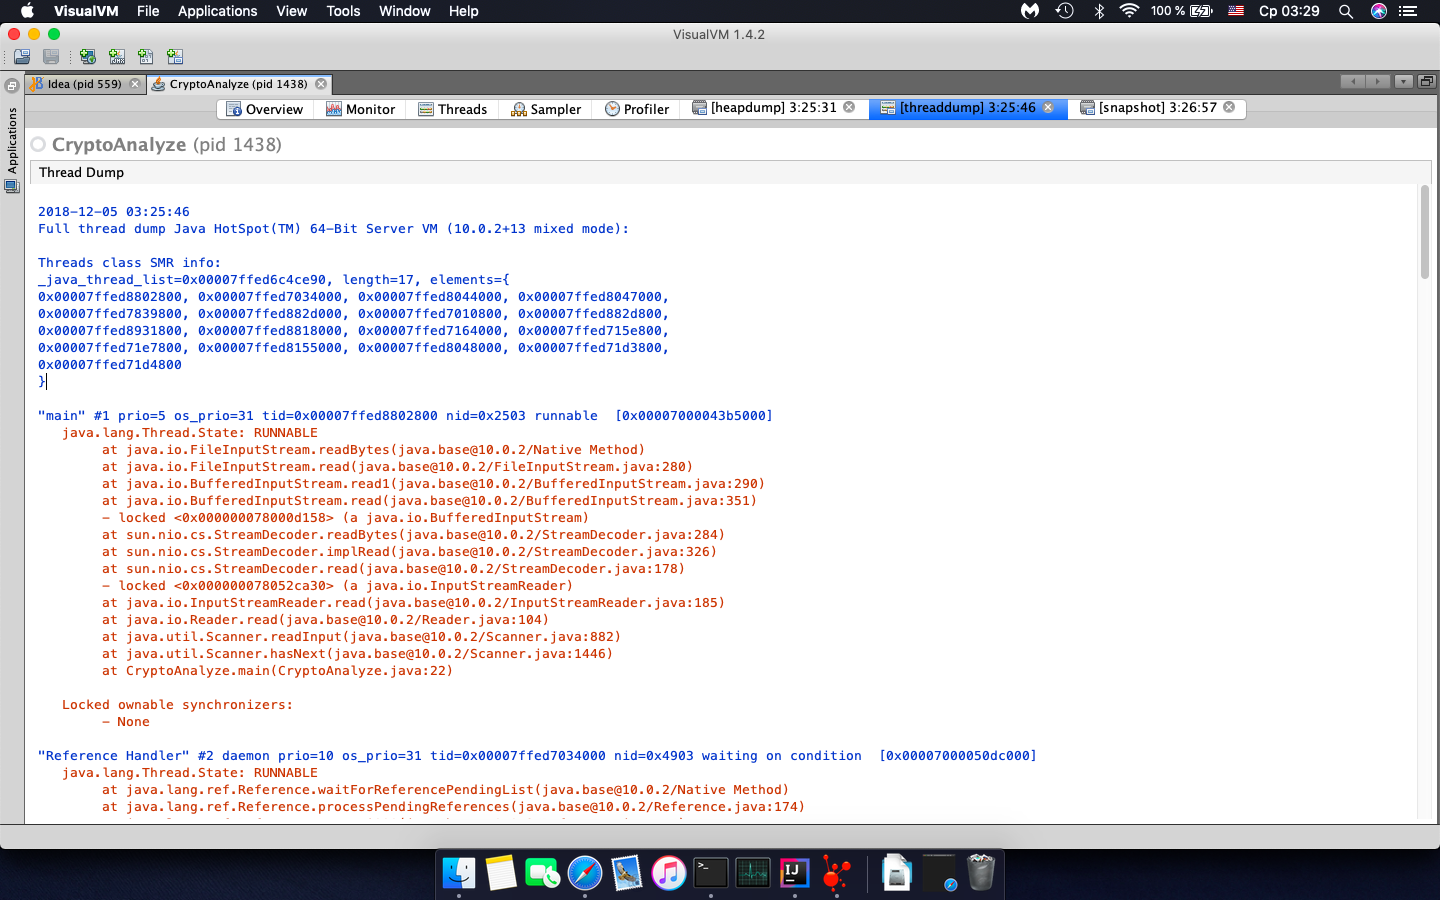 VisualVM File Applications View Tools Window Help 100 % Ср 03:29
VisualVM 1.4.2
Idea (pid 559) CryptoAnalyze (pid 1438)
Applications
Overview Monitor Threads Sampler Profiler [heapdump] 3:25:31 [threaddump] 3:25:46 [snapshot] 3:26:57
CryptoAnalyze (pid 1438)
Thread Dump
2018-12-05 03:25:46
Full thread dump Java HotSpot(TM) 64-Bit Server VM (10.0.2+13 mixed mode):
Threads class SMR info:
_java_thread_list=0x00007ffed6c4ce90, length=17, elements={
0x00007ffed8802800, 0x00007ffed7034000, 0x00007ffed8044000, 0x00007ffed8047000,
0x00007ffed7839800, 0x00007ffed882d000, 0x00007ffed7010800, 0x00007ffed882d800,
0x00007ffed8931800, 0x00007ffed8818000, 0x00007ffed7164000, 0x00007ffed715e800,
0x00007ffed71e7800, 0x00007ffed8155000, 0x00007ffed8048000, 0x00007ffed71d3800,
0x00007ffed71d4800
}
"main" #1 prio=5 os_prio=31 tid=0x00007ffed8802800 nid=0x2503 runnable [0x00007000043b5000]
java.lang.Thread.State: RUNNABLE
at java.io.FileInputStream.readBytes(java.base@10.0.2/Native Method)
at java.io.FileInputStream.read(java.base@10.0.2/FileInputStream.java:280)
at java.io.BufferedInputStream.read1(java.base@10.0.2/BufferedInputStream.java:290)
at java.io.BufferedInputStream.read(java.base@10.0.2/BufferedInputStream.java:351)
- locked <0x000000078000d158> (a java.io.BufferedInputStream)
at sun.nio.cs.StreamDecoder.readBytes(java.base@10.0.2/StreamDecoder.java:284)
at sun.nio.cs.StreamDecoder.implRead(java.base@10.0.2/StreamDecoder.java:326)
at sun.nio.cs.StreamDecoder.read(java.base@10.0.2/StreamDecoder.java:178)
- locked <0x000000078052ca30> (a java.io.InputStreamReader)
at java.io.InputStreamReader.read(java.base@10.0.2/InputStreamReader.java:185)
at java.io.Reader.read(java.base@10.0.2/Reader.java:104)
at java.util.Scanner.readInput(java.base@10.0.2/Scanner.java:882)
at java.util.Scanner.hasNext(java.base@10.0.2/Scanner.java:1446)
at CryptoAnalyze.main(CryptoAnalyze.java:22)
Locked ownable synchronizers:
- None
"Reference Handler" #2 daemon prio=10 os_prio=31 tid=0x00007ffed7034000 nid=0x4903 waiting on condition [0x00007000050dc000]
java.lang.Thread.State: RUNNABLE
at java.lang.ref.Reference.waitForReferencePendingList(java.base@10.0.2/Native Method)
at java.lang.ref.Reference.processPendingReferences(java.base@10.0.2/Reference.java:174)
IJ